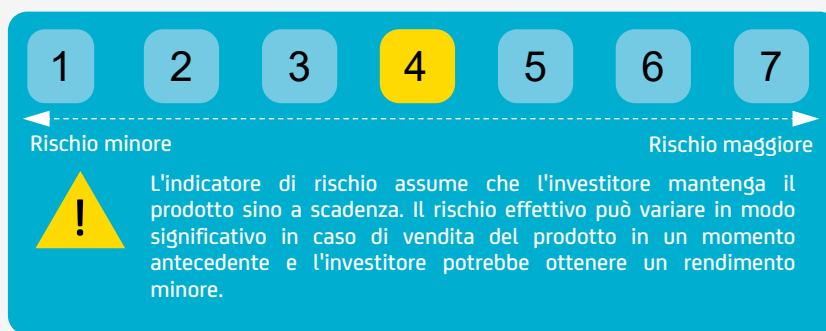 1 2 3 4 5 6 7
Rischio minore Rischio maggiore
! L'indicatore di rischio assume che l'investitore mantenga il
prodotto sino a scadenza. Il rischio effettivo può variare in modo
significativo in caso di vendita del prodotto in un momento
antecedente e l'investitore potrebbe ottenere un rendimento
minore.